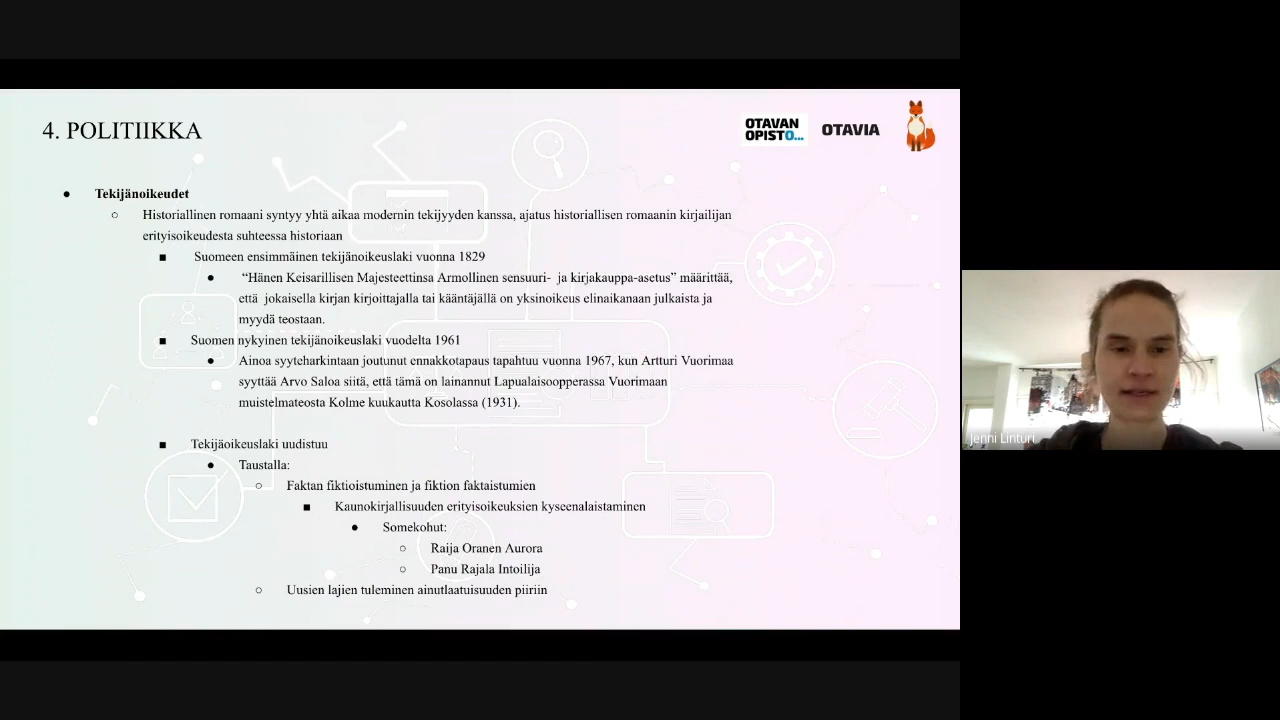 4. POLITIIKKA
OTAVAN
OPISTO...
OTAVIA
● Tekijänoikeudet
○ Historiallinen romaani syntyy yhtä aikaa modernin tekijyyden kanssa, ajatus historiallisen romaanin kirjailijan
erityisoikeudesta suhteessa historiaan
■ Suomeen ensimmäinen tekijänoikeuslaki vuonna 1829
● “Hänen Keisarillisen Majesteettinsa Armollinen sensuuri- ja kirjakauppa-asetus” määrittää,
että jokaisella kirjan kirjoittajalla tai kääntäjällä on yksinoikeus elinaikanaan julkaista ja
myydä teostaan.
■ Suomen nykyinen tekijänoikeuslaki vuodelta 1961
● Ainoa syyteharkintaan joutunut ennakkotapaus tapahtuu vuonna 1967, kun Artturi Vuorimaa
syyttää Arvo Saloa siitä, että tämä on lainannut Lapualaisoopperassa Vuorimaan
muistelmateosta Kolme kuukautta Kosolassa (1931).
■ Tekijäoikeuslaki uudistuu
● Taustalla:
○ Faktan fiktioistuminen ja fiktion faktaistumien
■ Kaunokirjallisuuden erityisoikeuksien kyseenalaistaminen
● Somekohut:
○ Raija Oranen Aurora
○ Panu Rajala Intoilija
○ Uusien lajien tuleminen ainutlaatuisuuden piiriin
Jenni Linturi